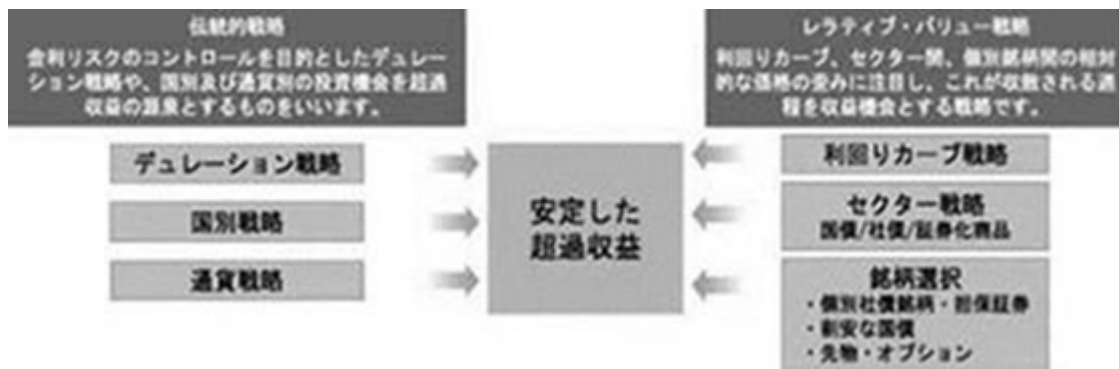 伝統的戦略
金利リスクのコントロールを目的としたデュレー
ション戦略や、国別及び通貨別の投資機会を超過
収益の源泉とするものをいいます。
デュレーション戦略
国別戦略
通貨戦略
安定した
超過収益
レラティブ・バリュー戦略
利回りカーブ、セクター間、個別銘柄間の相対
的な価格の歪みに注目し、これが収斂される過
程を収益機会とする戦略です。
利回りカーブ戦略
セクター戦略
国債/社債/証券化商品
銘柄選択
・個別社債銘柄・担保証券
・割安な国債
・先物・オプション